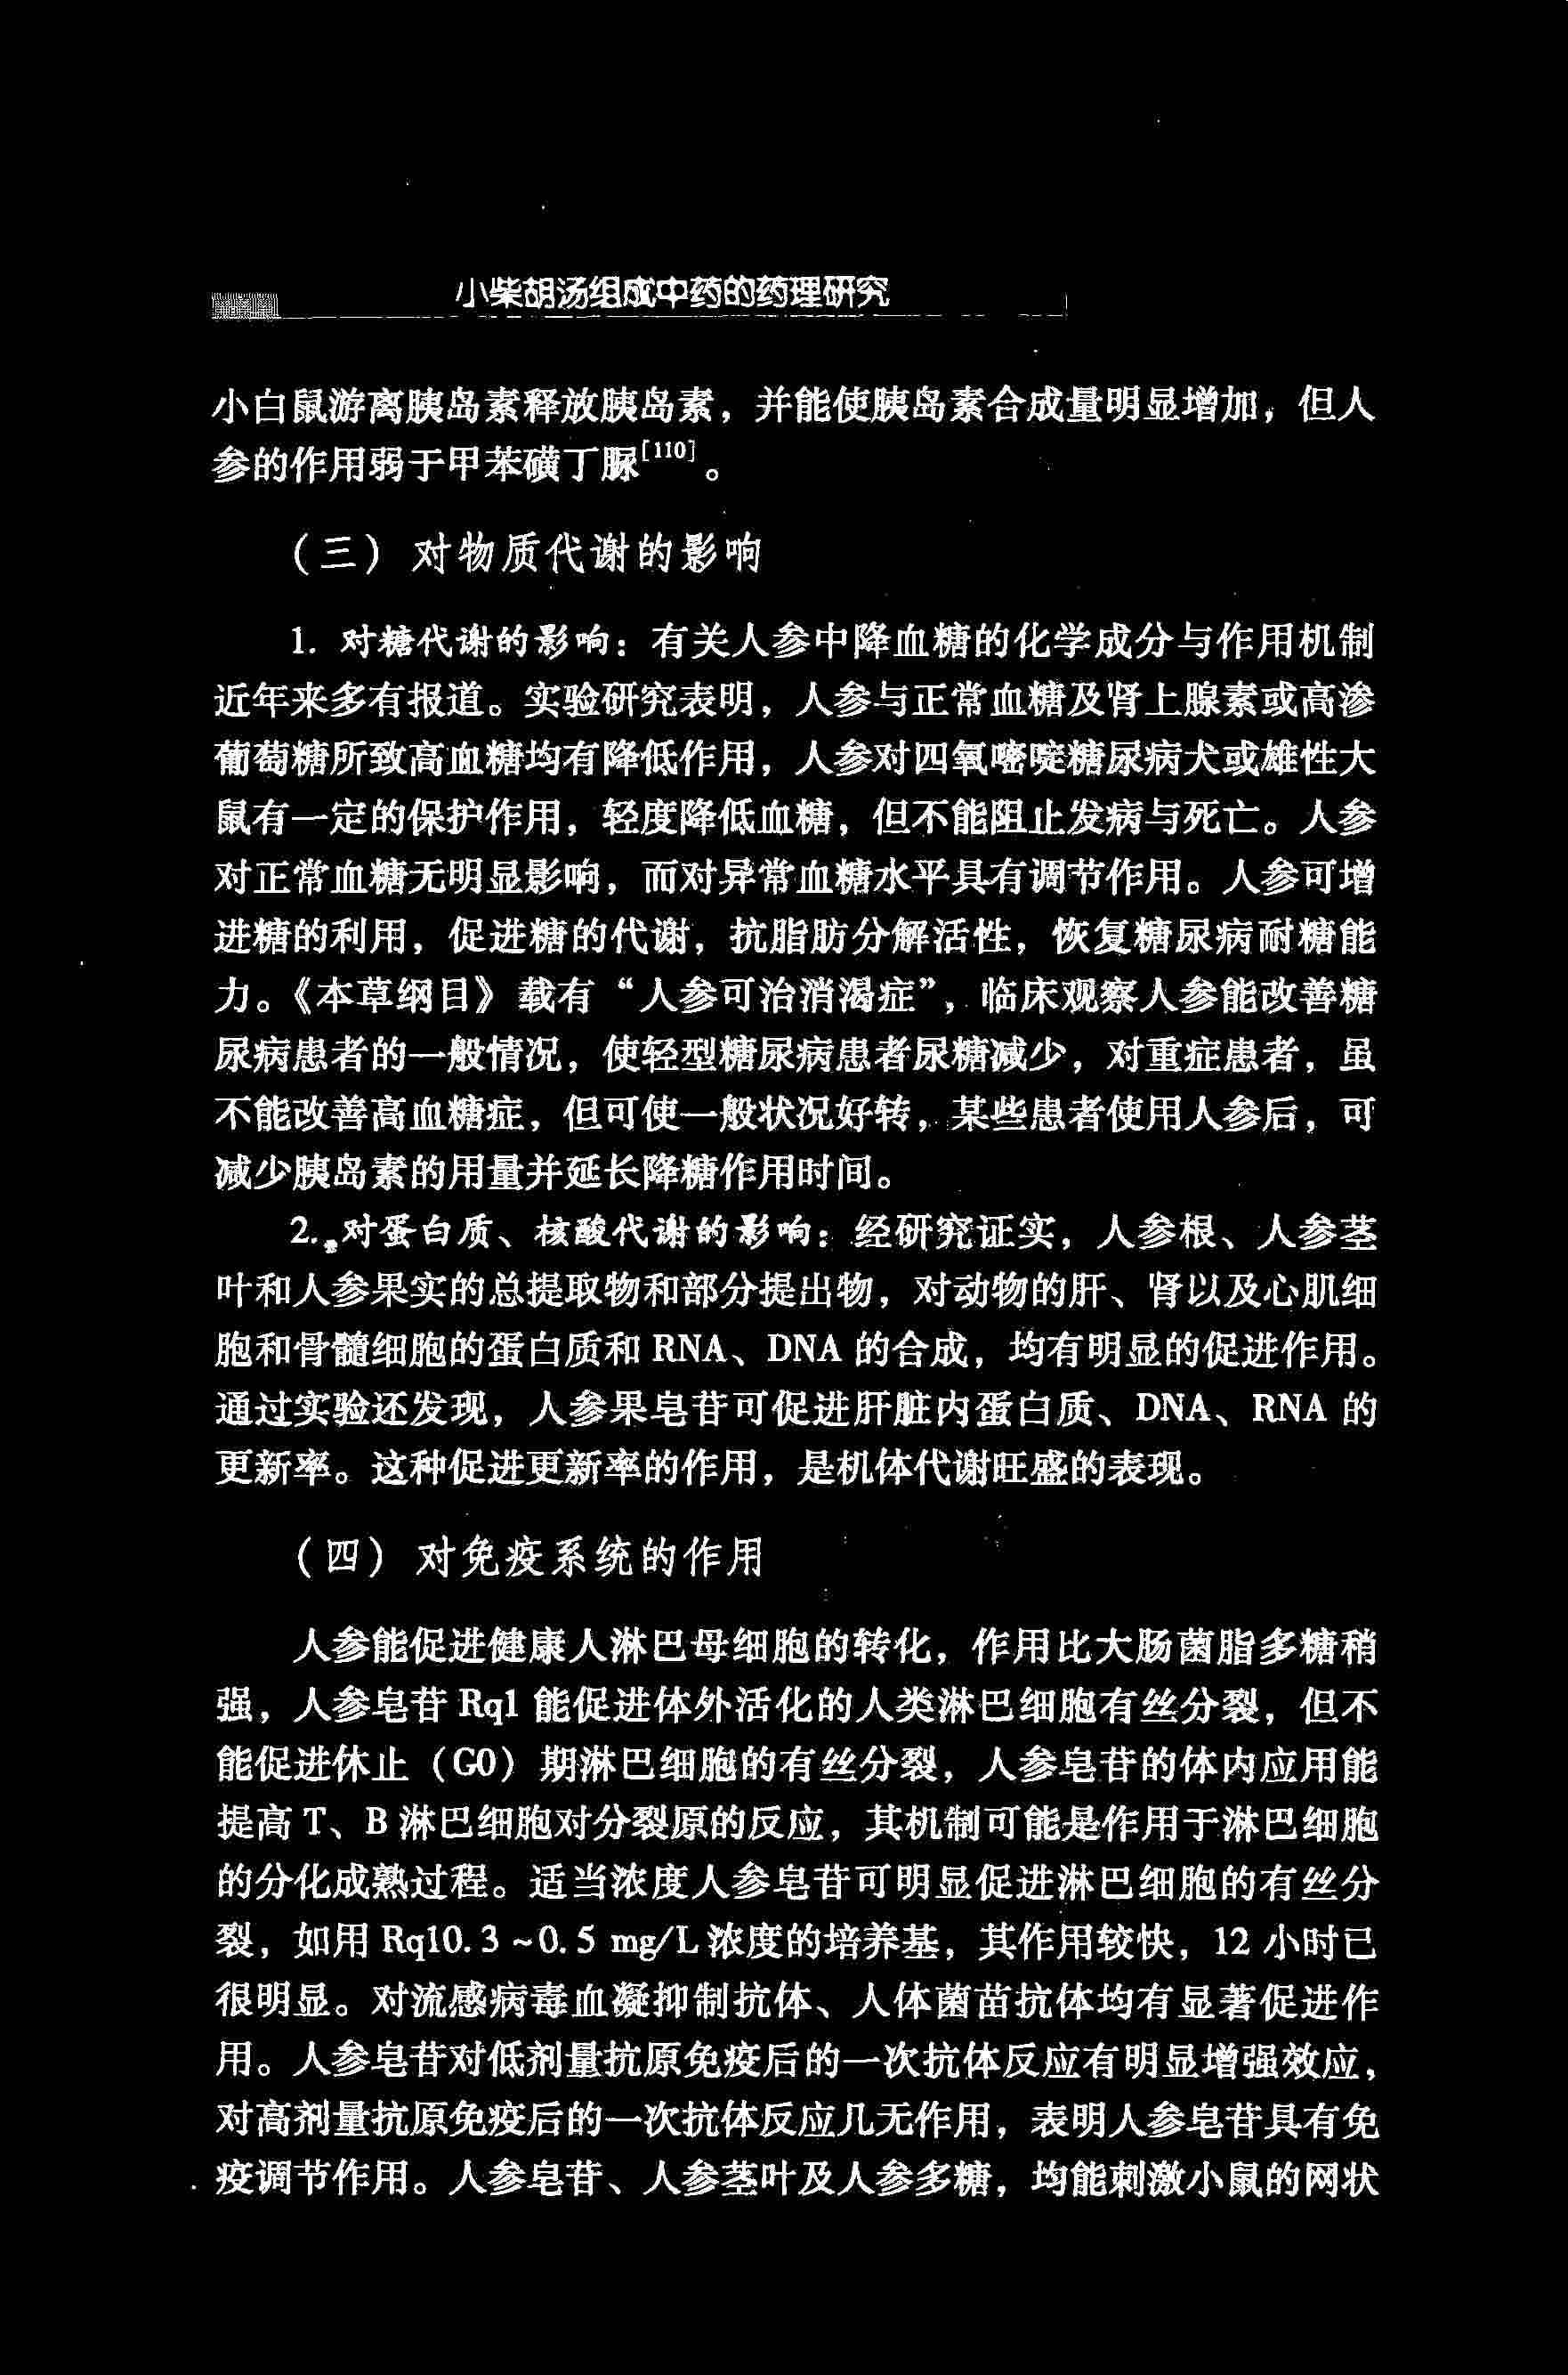 小柴胡汤组成中药的药理研究
小白鼠游离胰岛素释放胰岛素，并能使胰岛素合成量明显增加，但人
参的作用弱于甲苯磺丁脲[110]。
（三）对物质代谢的影响
1. 对糖代谢的影响：有关人参中降血糖的化学成分与作用机制
近年来多有报道。实验研究表明，人参与正常血糖及肾上腺素或高渗
葡萄糖所致高血糖均有降低作用，人参对四氧嘧啶糖尿病犬或雄性大
鼠有一定的保护作用，轻度降低血糖，但不能阻止发病与死亡。人参
对正常血糖无明显影响，而对异常血糖水平具有调节作用。人参可增
进糖的利用，促进糖的代谢，抗脂肪分解活性，恢复糖尿病耐糖能
力。《本草纲目》载有“人参可治消渴症”，临床观察人参能改善糖
尿病患者的一般情况，使轻型糖尿病患者尿糖减少，对重症患者，虽
不能改善高血糖症，但可使一般状况好转，某些患者使用人参后，可
减少胰岛素的用量并延长降糖作用时间。
2. 对蛋白质、核酸代谢的影响：经研究证实，人参根、人参茎
叶和人参果实的总提取物和部分提出物，对动物的肝、肾以及心肌细
胞和骨髓细胞的蛋白质和 RNA、DNA 的合成，均有明显的促进作用。
通过实验还发现，人参果皂苷可促进肝脏内蛋白质、DNA、RNA 的
更新率。这种促进更新率的作用，是机体代谢旺盛的表现。
（四）对免疫系统的作用
人参能促进健康人淋巴母细胞的转化，作用比大肠菌脂多糖稍
强，人参皂苷 Rq1 能促进体外活化的人类淋巴细胞有丝分裂，但不
能促进休止（G0）期淋巴细胞的有丝分裂，人参皂苷的体内应用能
提高 T、B 淋巴细胞对分裂原的反应，其机制可能是作用于淋巴细胞
的分化成熟过程。适当浓度人参皂苷可明显促进淋巴细胞的有丝分
裂，如用 Rq10.3～0.5 mg/L 浓度的培养基，其作用较快，12 小时已
很明显。对流感病毒血凝抑制抗体、人体菌苗抗体均有显著促进作
用。人参皂苷对低剂量抗原免疫后的一次抗体反应有明显增强效应，
对高剂量抗原免疫后的一次抗体反应几无作用，表明人参皂苷具有免
疫调节作用。人参皂苷、人参茎叶及人参多糖，均能刺激小鼠的网状